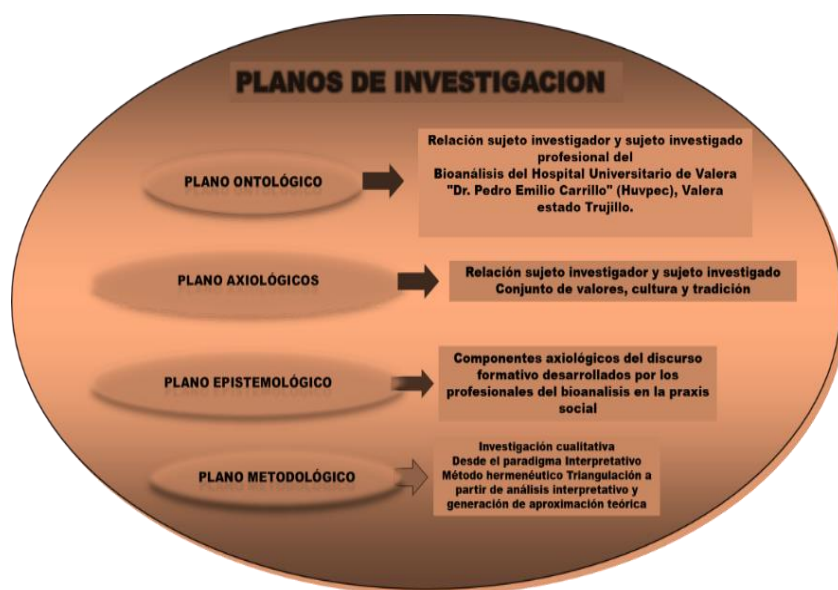 PLANOS DE INVESTIGACION
PLANO ONTOLÓGICO
Relación sujeto investigador y sujeto investigado
profesional del
Bioanálisis del Hospital Universitario de Valera
"Dr. Pedro Emilio Carrillo" (Huvpec), Valera
estado Trujillo.
PLANO AXIOLÓGICOS
Relación sujeto investigador y sujeto investigado
Conjunto de valores, cultura y tradición
PLANO EPISTEMOLÓGICO
Componentes axiológicos del discurso
formativo desarrollados por los
profesionales del bioanalisis en la praxis
social
PLANO METODOLÓGICO
Investigación cualitativa
Desde el paradigma Interpretativo
Método hermenéutico Triangulación a
partir de análisis interpretativo y
generación de aproximación teórica